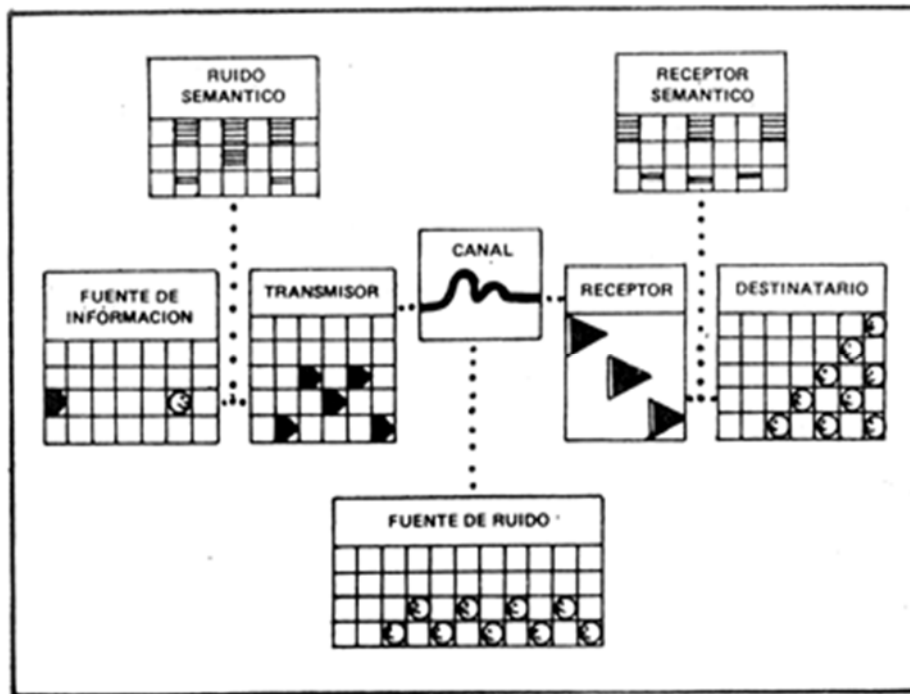 RUIDO
SEMANTICO
RECEPTOR
SEMANTICO
CANAL
FUENTE DE
INFORMACION
TRANSMISOR
RECEPTOR
DESTINATARIO
FUENTE DE RUIDO